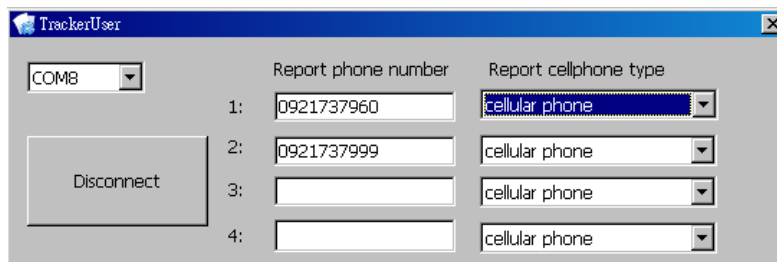 TrackerUser
COM8
Report phone number Report cellphone type
1: 0921737960 cellular phone
2: 0921737999 cellular phone
Disconnect
3: cellular phone
4: cellular phone